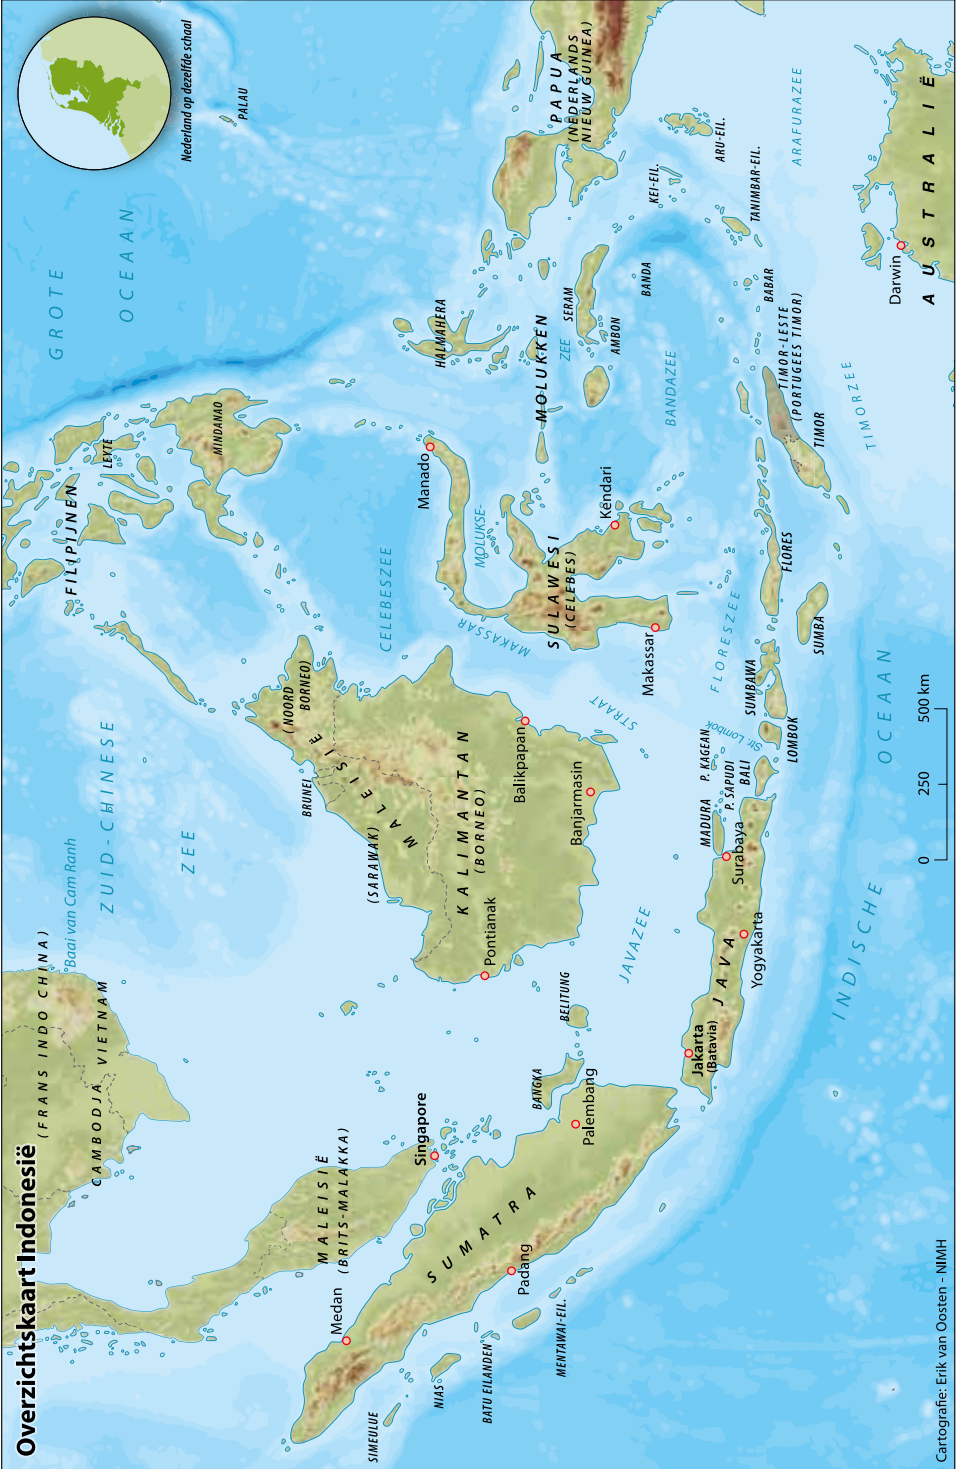 Overzichtskaart Indonesië
Nederland op dezelfde schaal
(FRANS INDO CHINA)
CAMBODJA
VIETNAM
Baai van Cam Ranh
ZUID-CHINESE
ZEE
FILIPIJNEN
LEYTE
MINDANAO
GROTE
OCEAAN
PALAU
MALEISIË
(BRITS-MALAKKA)
Medan
Singapore
SUMATRA
Padang
Palembang
SIMEULUE
NIAS
BATU EILANDEN
MENTAWAI-EIL.
BANGKA
BELITUNG
BRUNEI
(NOORD
BORNEO)
MALEISIË
(SARAWAK)
KALIMANTAN
(BORNEO)
Pontianak
Balikpapan
Banjarmasin
CELEBESZEE
MAKASSAR
STRAAT
Manado
MOLUKSE-
ZEE
SULAWESI
(CELEBES)
Kendari
Makassar
HALMAHERA
MOLUKKEN
SERAM
AMBON
BANDA
BANDAZEE
PAPUA
(NEDERLANDS
NIEUW GUINEA)
KEI-EIL.
ARU-EIL.
TANIMBAR-EIL.
ARAFURAZEE
BABAR
TIMOR-LESTE
(PORTUGEES TIMOR)
TIMOR
TIMORZEE
Darwin
AUSTRALIË
JAVAZEE
Jakarta
(Batavia)
JAVA
Yogyakarta
Surabaya
MADURA
P. KAGEAN
P. SAPUDI
BALI
Str. Lombok
LOMBOK
SUMBAWA
FLORESZEE
FLORES
SUMBA
INDISCHE
OCEAAN
0 250 500 km
Cartografie: Erik van Oosten - NIMH